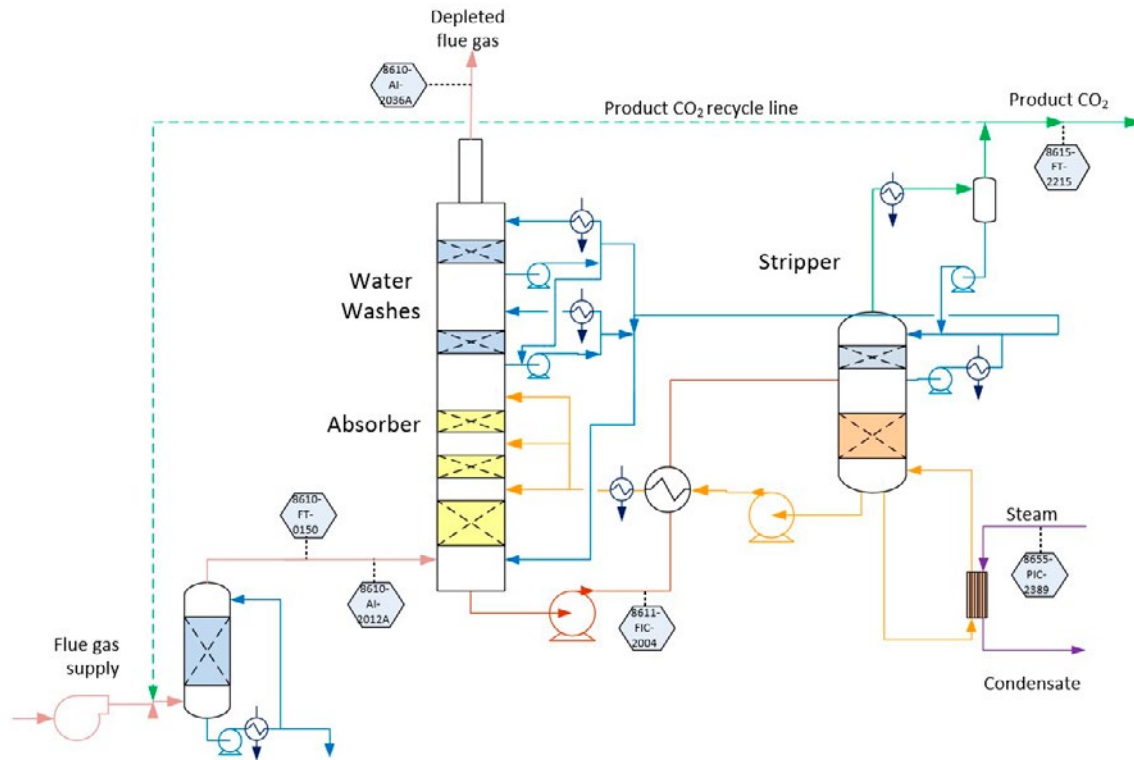 Depleted
flue gas
8610-
AI-
2036A
Product CO₂ recycle line
Product CO₂
8615-
FT-
2215
Water
Washes
Stripper
Absorber
8610-
FT-
0150
8610-
AI-
2012A
8611-
FIC-
2004
Steam
8655-
PIC-
2389
Flue gas
supply
Condensate